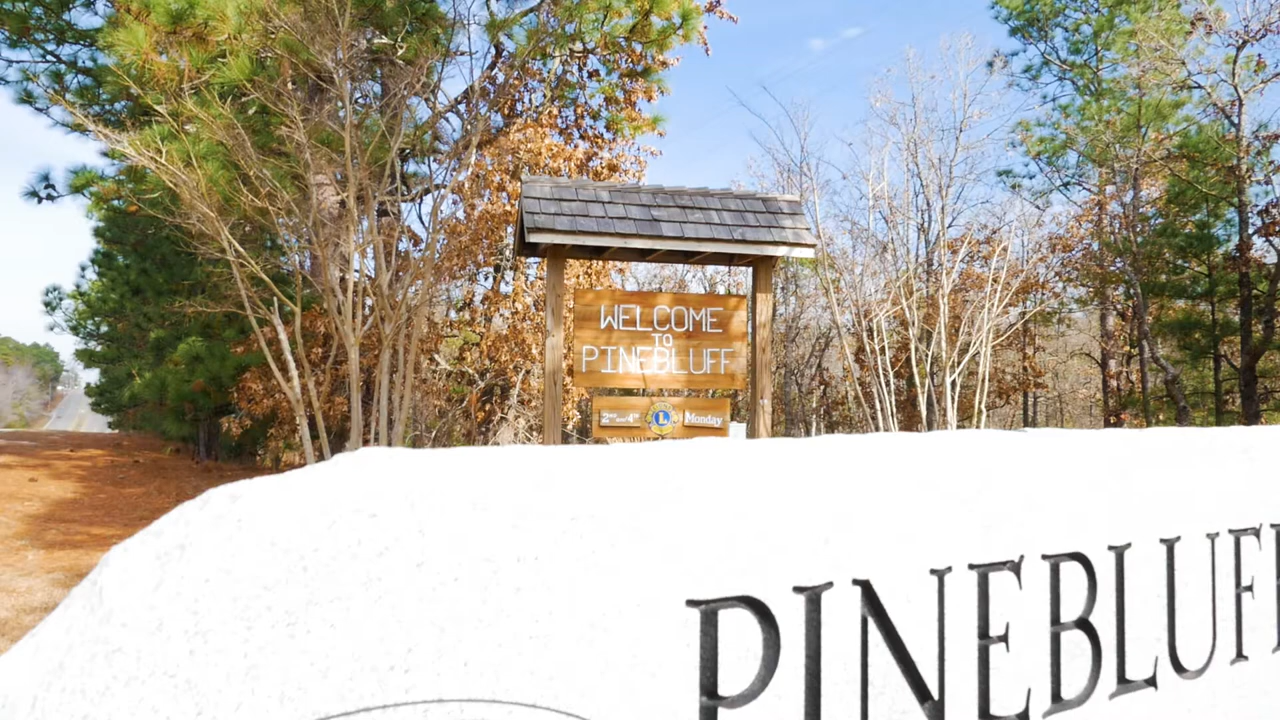 WELCOME
TO
PINEBLUFF
2ND AND 4TH L Monday
PINEBLUFF